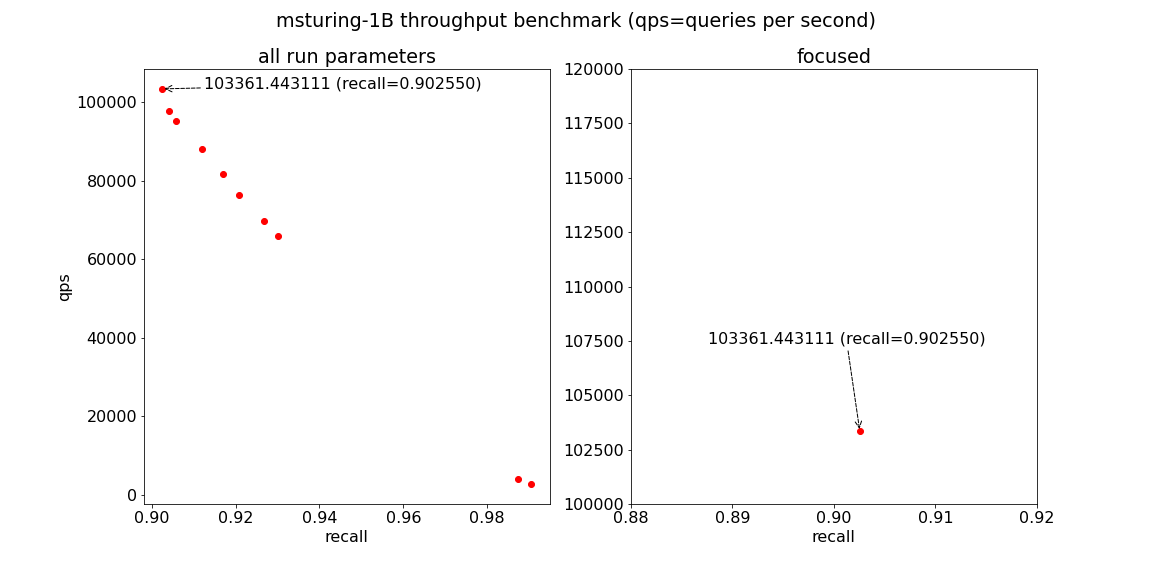 msturing-1B throughput benchmark (qps=queries per second)
all run parameters
103361.443111 (recall=0.902550)
100000
80000
60000
40000
20000
0
qps
0.90 0.92 0.94 0.96 0.98
recall
focused
120000
117500
115000
112500
110000
107500
105000
102500
100000
103361.443111 (recall=0.902550)
0.88 0.89 0.90 0.91 0.92
recall